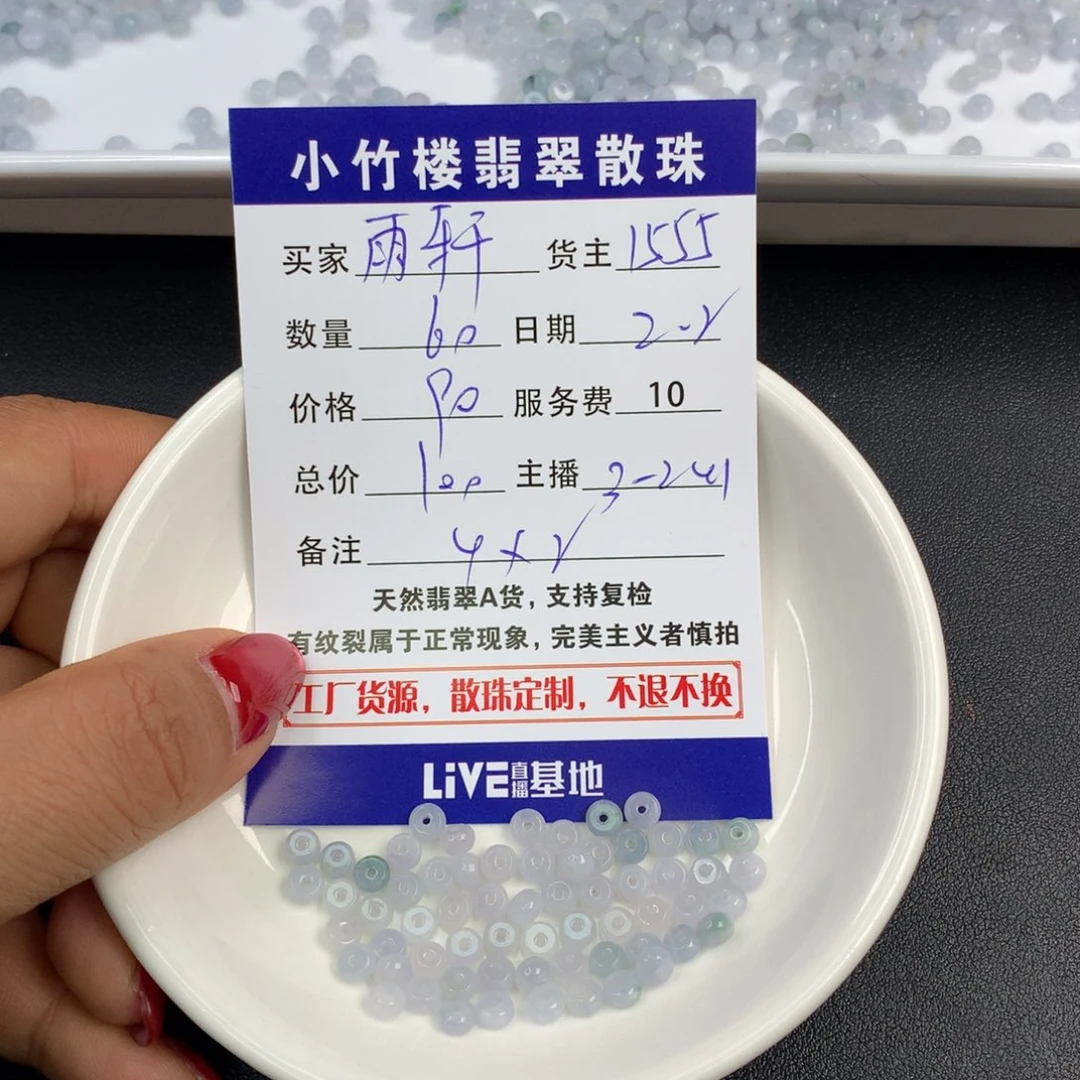 小竹楼翡翠散珠
买家 雨轩 货主 1555
数量 60 日期 2-2
价格 90 服务费 10
总价 100 主播 3-241
备注
天然翡翠A货，支持复检
有纹裂属于正常现象，完美主义者慎拍
工厂货源，散珠定制，不退不换
LiVE直播基地